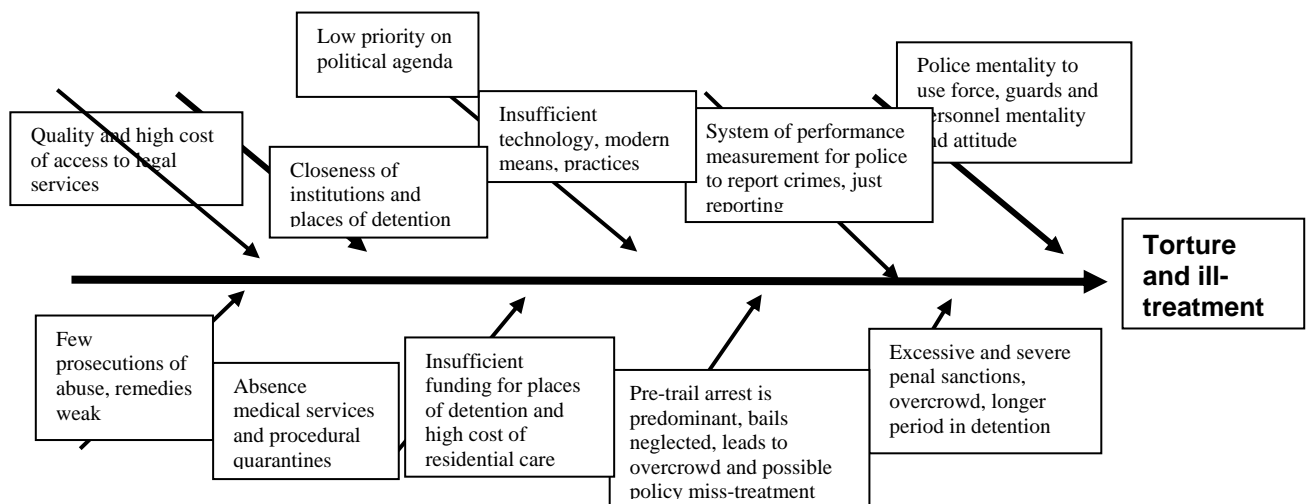 Low priority on
political agenda
Police mentality to
use force, guards and
personnel mentality
and attitude
Quality and high cost
of access to legal
services
Closeness of
institutions and
places of detention
Insufficient
technology, modern
means, practices
System of performance
measurement for police
to report crimes, just
reporting
Torture
and ill-
treatment
Few
prosecutions of
abuse, remedies
weak
Absence
medical services
and procedural
quarantines
Insufficient
funding for places
of detention and
high cost of
residential care
Pre-trail arrest is
predominant, bails
neglected, leads to
overcrowd and possible
policy miss-treatment
Excessive and severe
penal sanctions,
overcrowd, longer
period in detention